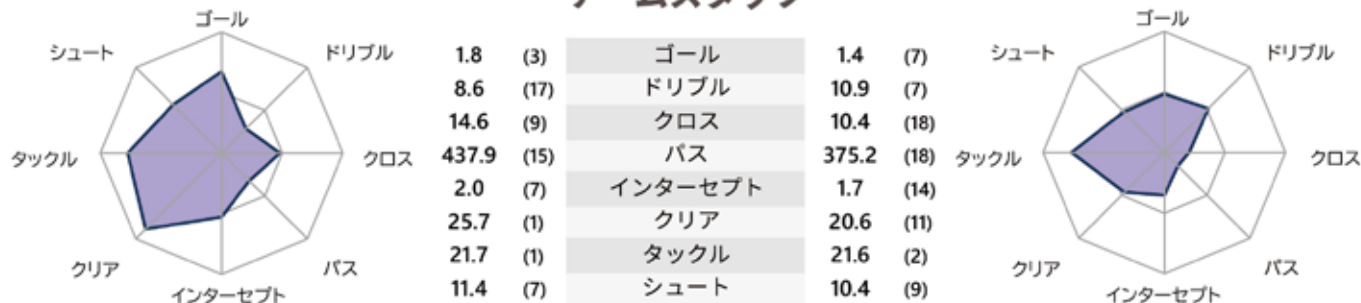 ゴール
シュート
ドリブル
タックル
クロス
クリア
パス
インターセプト
1.8 (3) ゴール 1.4 (7)
8.6 (17) ドリブル 10.9 (7)
14.6 (9) クロス 10.4 (18)
437.9 (15) パス 375.2 (18)
2.0 (7) インターセプト 1.7 (14)
25.7 (1) クリア 20.6 (11)
21.7 (1) タックル 21.6 (2)
11.4 (7) シュート 10.4 (9)
ゴール
シュート
ドリブル
タックル
クロス
クリア
パス
インターセプト